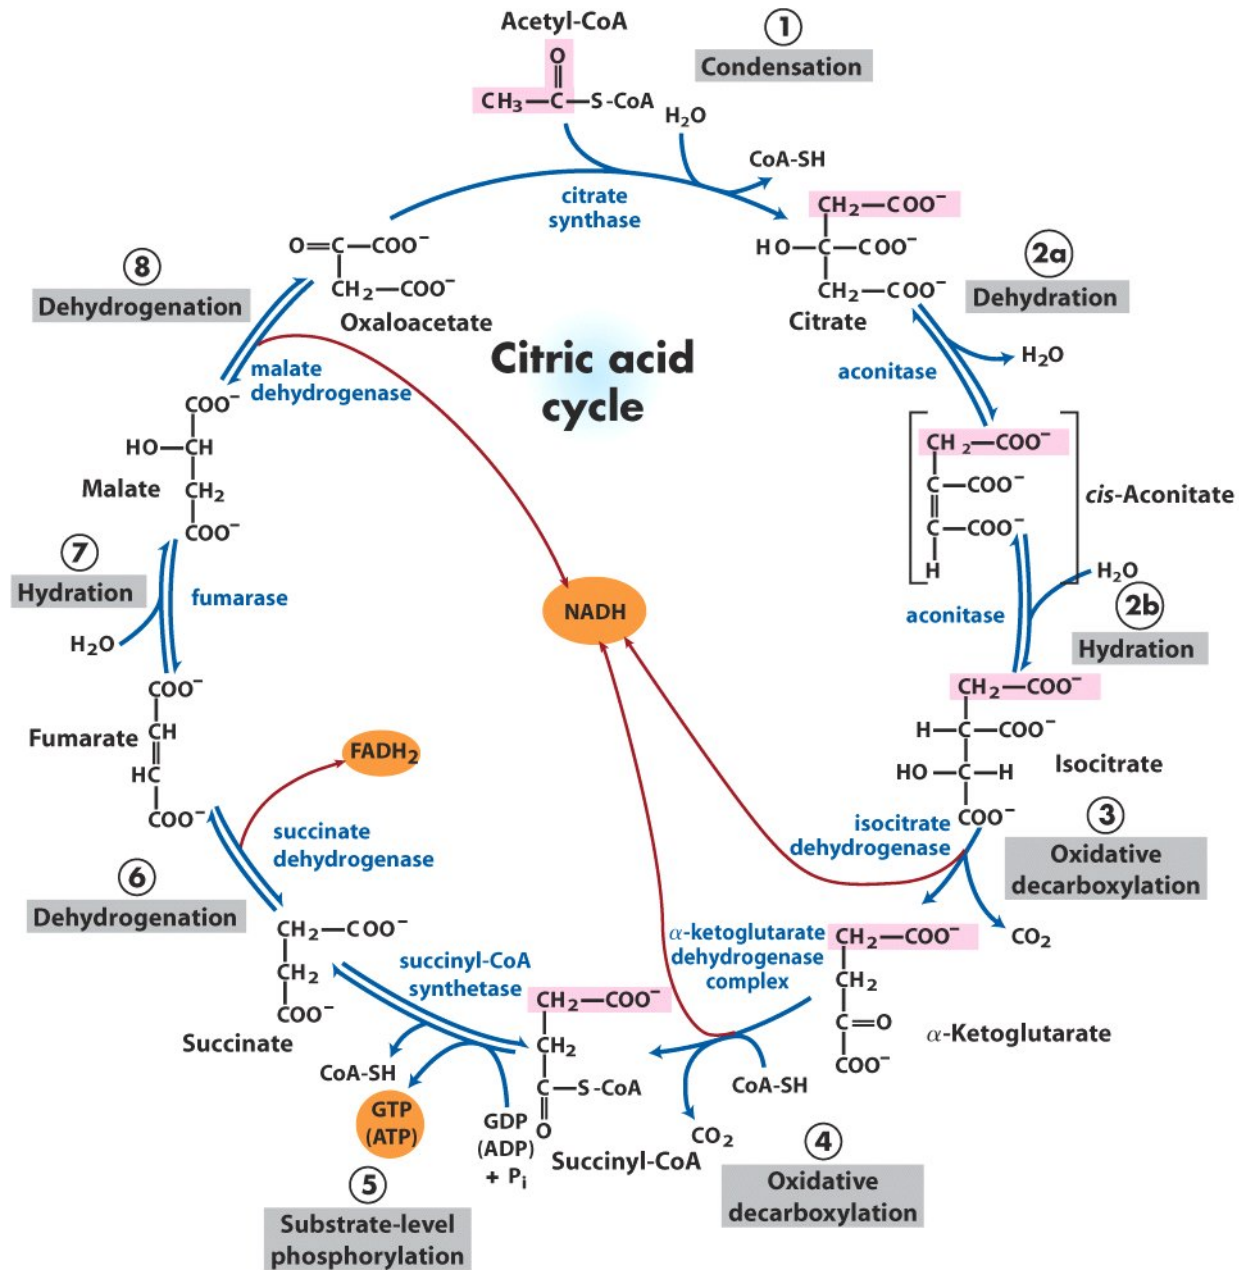 Acetyl-CoA
O
CH₃—C—S-CoA
1
Condensation
H₂O
CoA-SH
citrate
synthase
CH₂—COO⁻
HO—C—COO⁻
CH₂—COO⁻
Citrate
O=C—COO⁻
CH₂—COO⁻
Oxaloacetate
8
Dehydrogenation
malate
dehydrogenase
Citric acid
cycle
2a
Dehydration
H₂O
aconitase
CH₂—COO⁻
C—COO⁻
C—COO⁻
H
cis-Aconitate
COO⁻
HO—CH
CH₂
COO⁻
Malate
7
Hydration
H₂O
fumarase
NADH
aconitase
H₂O
2b
Hydration
CH₂—COO⁻
H—C—COO⁻
HO—C—H
COO⁻
Isocitrate
COO⁻
CH
HC
COO⁻
Fumarate
FADH₂
succinate
dehydrogenase
6
Dehydrogenation
isocitrate
dehydrogenase
3
Oxidative
decarboxylation
CO₂
CH₂—COO⁻
CH₂
COO⁻
Succinate
succinyl-CoA
synthetase
α-ketoglutarate
dehydrogenase
complex
CH₂—COO⁻
CH₂
C=O
COO⁻
α-Ketoglutarate
CH₂—COO⁻
CH₂
C—S-CoA
O
Succinyl-CoA
CoA-SH
CO₂
4
Oxidative
decarboxylation
CoA-SH
GTP
(ATP)
GDP
(ADP)
+ Pᵢ
5
Substrate-level
phosphorylation